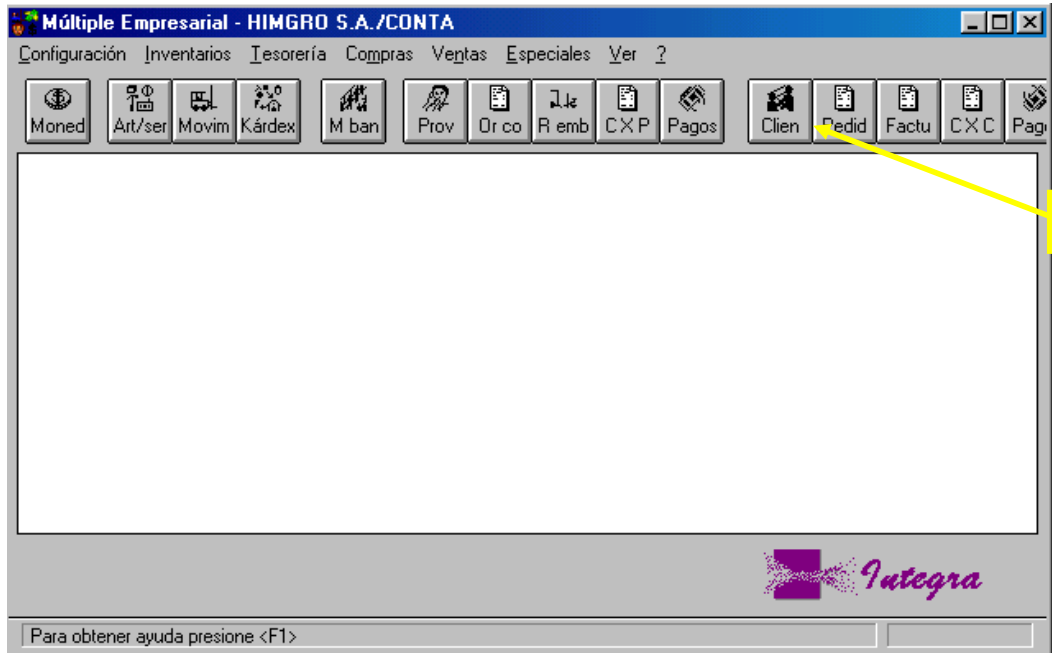 Múltiple Empresarial - HIMGRO S.A./CONTA
Configuración Inventarios Tesorería Compras Ventas Especiales Ver ?
Moned Art/ser Movim Kárdex M ban Prov Or co R emb C X P Pagos Clien Pedid Factu C X C Pago
Integra
Para obtener ayuda presione <F1>